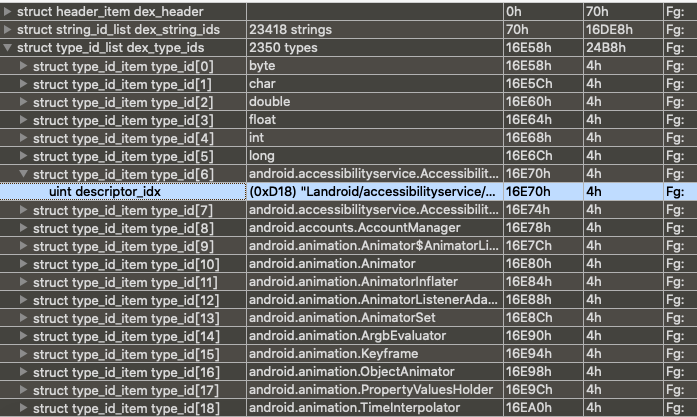 struct header_item dex_header 0h 70h Fg:
struct string_id_list dex_string_ids 23418 strings 70h 16DE8h Fg:
struct type_id_list dex_type_ids 2350 types 16E58h 24B8h Fg:
struct type_id_item type_id[0] byte 16E58h 4h Fg:
struct type_id_item type_id[1] char 16E5Ch 4h Fg:
struct type_id_item type_id[2] double 16E60h 4h Fg:
struct type_id_item type_id[3] float 16E64h 4h Fg:
struct type_id_item type_id[4] int 16E68h 4h Fg:
struct type_id_item type_id[5] long 16E6Ch 4h Fg:
struct type_id_item type_id[6] android.accessibilityservice.Accessibilit... 16E70h 4h Fg:
uint descriptor_idx (0xD18) "Landroid/accessibilityservice/... 16E70h 4h Fg:
struct type_id_item type_id[7] android.accessibilityservice.Accessibilit... 16E74h 4h Fg:
struct type_id_item type_id[8] android.accounts.AccountManager 16E78h 4h Fg:
struct type_id_item type_id[9] android.animation.Animator$AnimatorLi... 16E7Ch 4h Fg:
struct type_id_item type_id[10] android.animation.Animator 16E80h 4h Fg:
struct type_id_item type_id[11] android.animation.AnimatorInflater 16E84h 4h Fg:
struct type_id_item type_id[12] android.animation.AnimatorListenerAda... 16E88h 4h Fg:
struct type_id_item type_id[13] android.animation.AnimatorSet 16E8Ch 4h Fg:
struct type_id_item type_id[14] android.animation.ArgbEvaluator 16E90h 4h Fg:
struct type_id_item type_id[15] android.animation.Keyframe 16E94h 4h Fg:
struct type_id_item type_id[16] android.animation.ObjectAnimator 16E98h 4h Fg:
struct type_id_item type_id[17] android.animation.PropertyValuesHolder 16E9Ch 4h Fg:
struct type_id_item type_id[18] android.animation.TimeInterpolator 16EA0h 4h Fg: